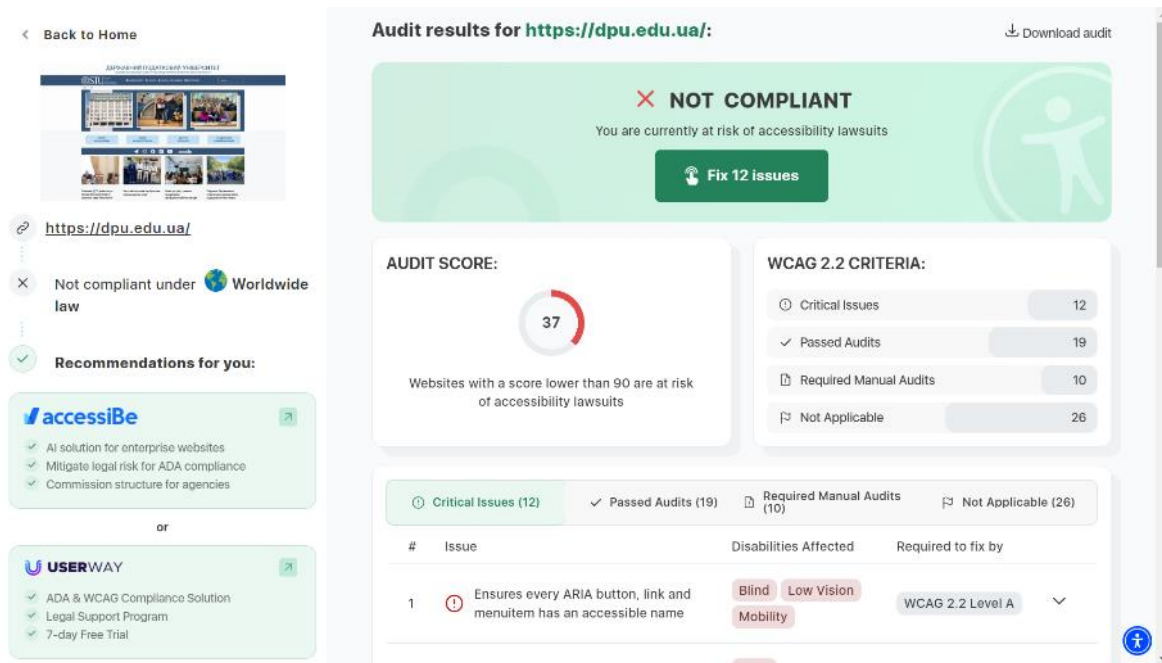 Back to Home
ДЕРЖАВНИЙ ПОДАТКОВИЙ УНІВЕРСИТЕТ
https://dpu.edu.ua/
Not compliant under Worldwide
law
Recommendations for you:
accessiBe
AI solution for enterprise websites
Mitigate legal risk for ADA compliance
Commission structure for agencies
or
USERWAY
ADA & WCAG Compliance Solution
Legal Support Program
7-day Free Trial
Audit results for https://dpu.edu.ua/:
Download audit
NOT COMPLIANT
You are currently at risk of accessibility lawsuits
Fix 12 issues
AUDIT SCORE:
37
Websites with a score lower than 90 are at risk
of accessibility lawsuits
WCAG 2.2 CRITERIA:
Critical Issues 12
Passed Audits 19
Required Manual Audits 10
Not Applicable 26
Critical Issues (12) Passed Audits (19) Required Manual Audits (10) Not Applicable (26)
# Issue Disabilities Affected Required to fix by
1 Ensures every ARIA button, link and
menuitem has an accessible name
Blind Low Vision
Mobility
WCAG 2.2 Level A